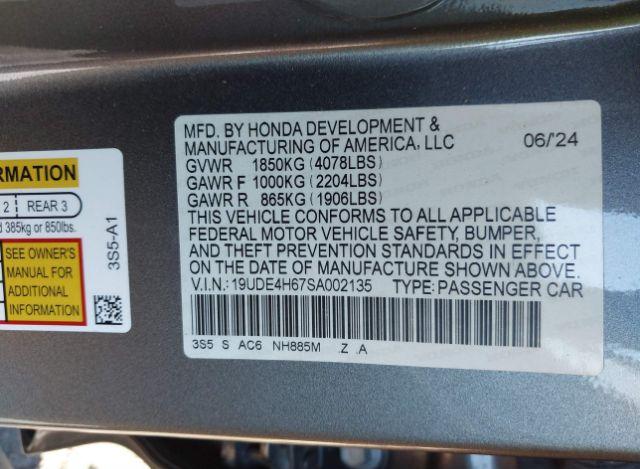 RMATION
2 REAR 3
d 385kg or 850lbs.
SEE OWNER'S
MANUAL FOR
ADDITIONAL
INFORMATION
3S5-A1
MFD. BY HONDA DEVELOPMENT &
MANUFACTURING OF AMERICA, LLC 06/24
GVWR 1850KG (4078LBS)
GAWR F 1000KG (2204LBS)
GAWR R 865KG (1906LBS)
THIS VEHICLE CONFORMS TO ALL APPLICABLE
FEDERAL MOTOR VEHICLE SAFETY, BUMPER,
AND THEFT PREVENTION STANDARDS IN EFFECT
ON THE DATE OF MANUFACTURE SHOWN ABOVE.
V.I.N.: 19UDE4H67SA002135 TYPE: PASSENGER CAR
3S5 S AC6 NH885M .Z .A